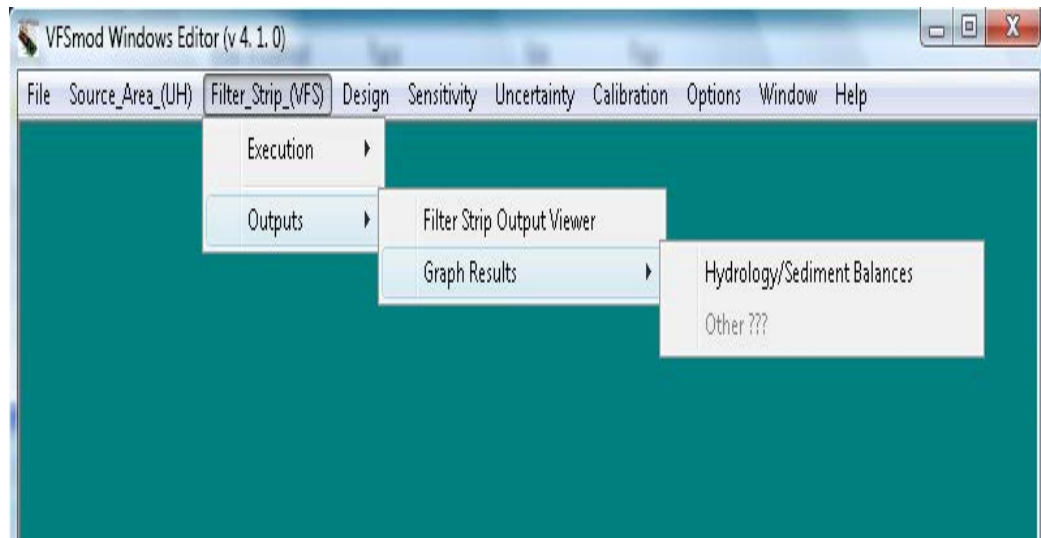 VFSmod Windows Editor (v 4. 1. 0)
File Source_Area_(UH) Filter_Strip_(VFS) Design Sensitivity Uncertainty Calibration Options Window Help
Execution
Outputs
Filter Strip Output Viewer
Graph Results
Hydrology/Sediment Balances
Other ???